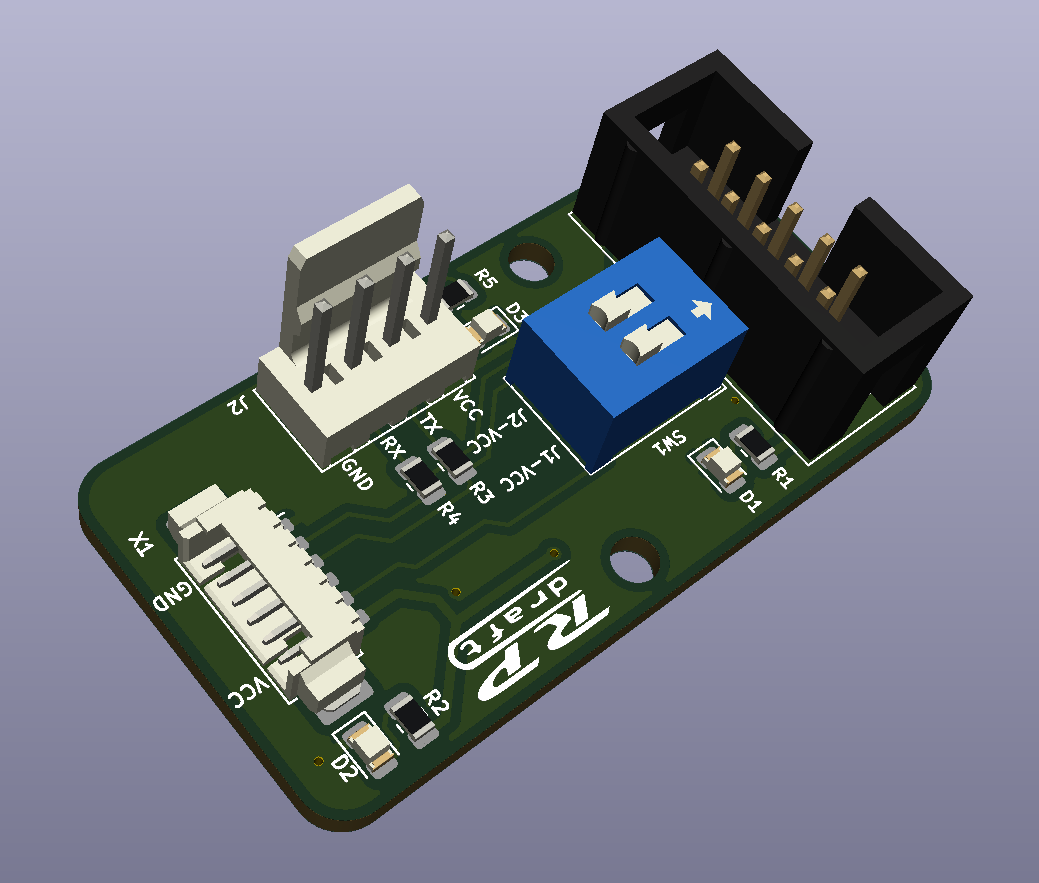 R5
D3
J2
VCC
TX
RX
GND
J2-VCC
J1-VCC
SW1
R3
R4
R1
D1
X1
GND
VCC
RP
draft
R2
D2